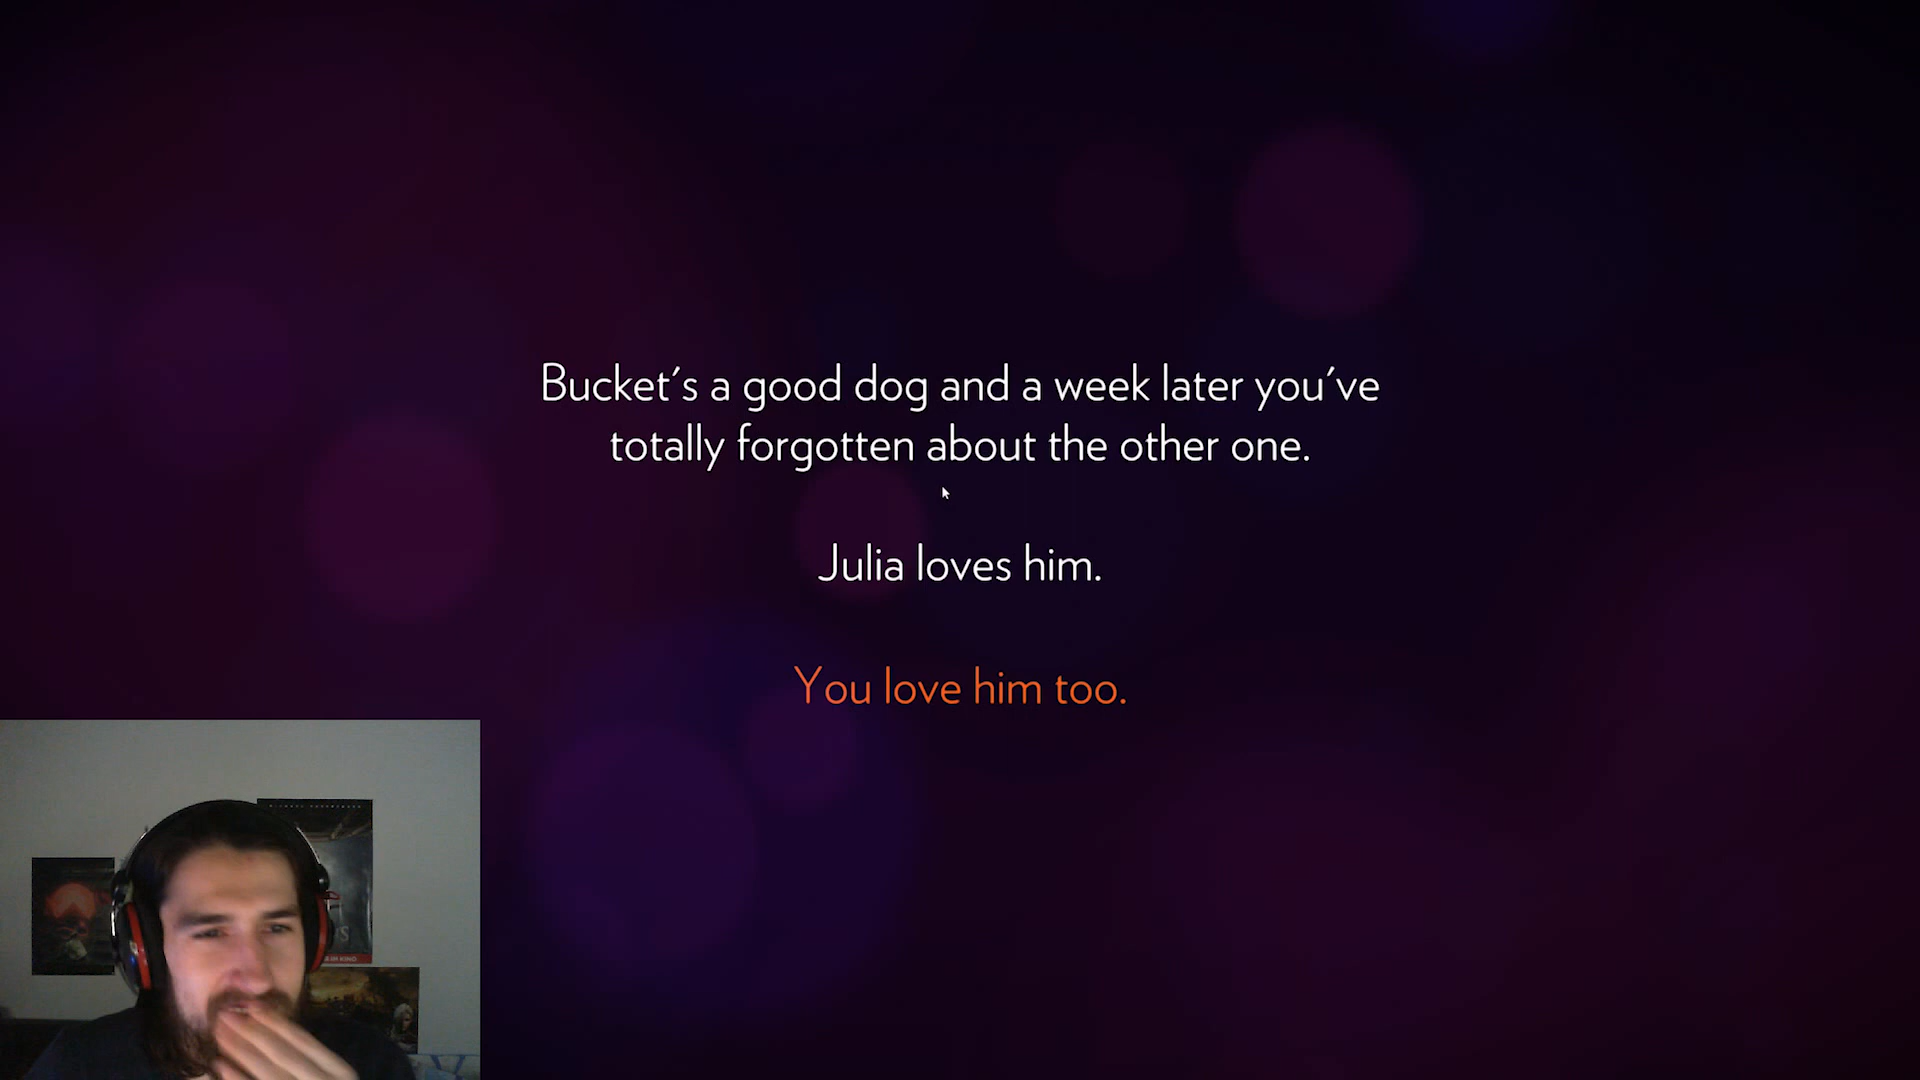 Bucket's a good dog and a week later you've
totally forgotten about the other one.
Julia loves him.
You love him too.